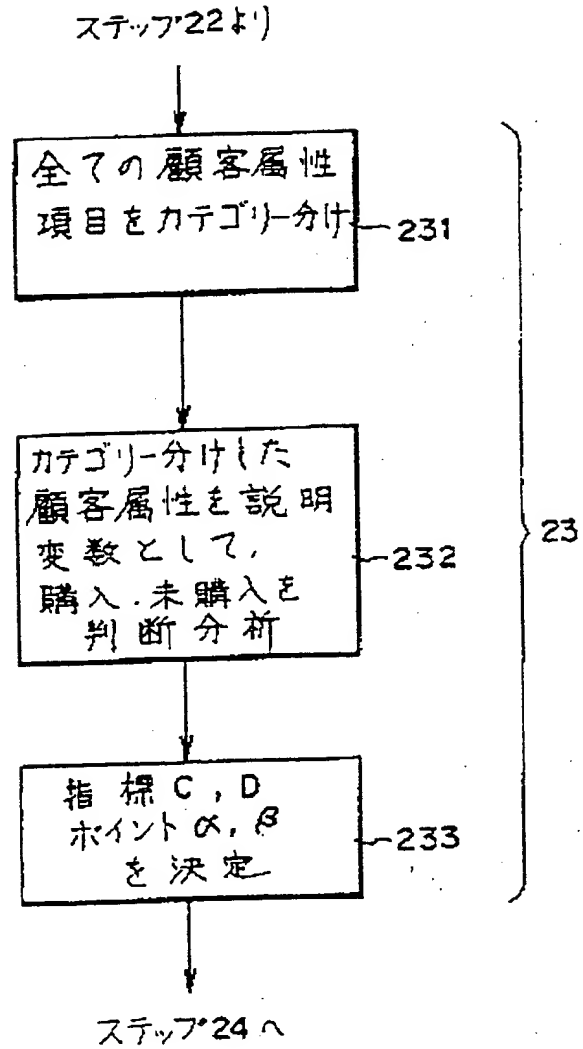 ステップ22より
全ての顧客属性
項目をカテゴリー分け
231
カテゴリー分けした
顧客属性を説明
変数として,
購入.未購入を
判断分析
232
23
指標C,D
ポイントα,β
を決定
233
ステップ24へ